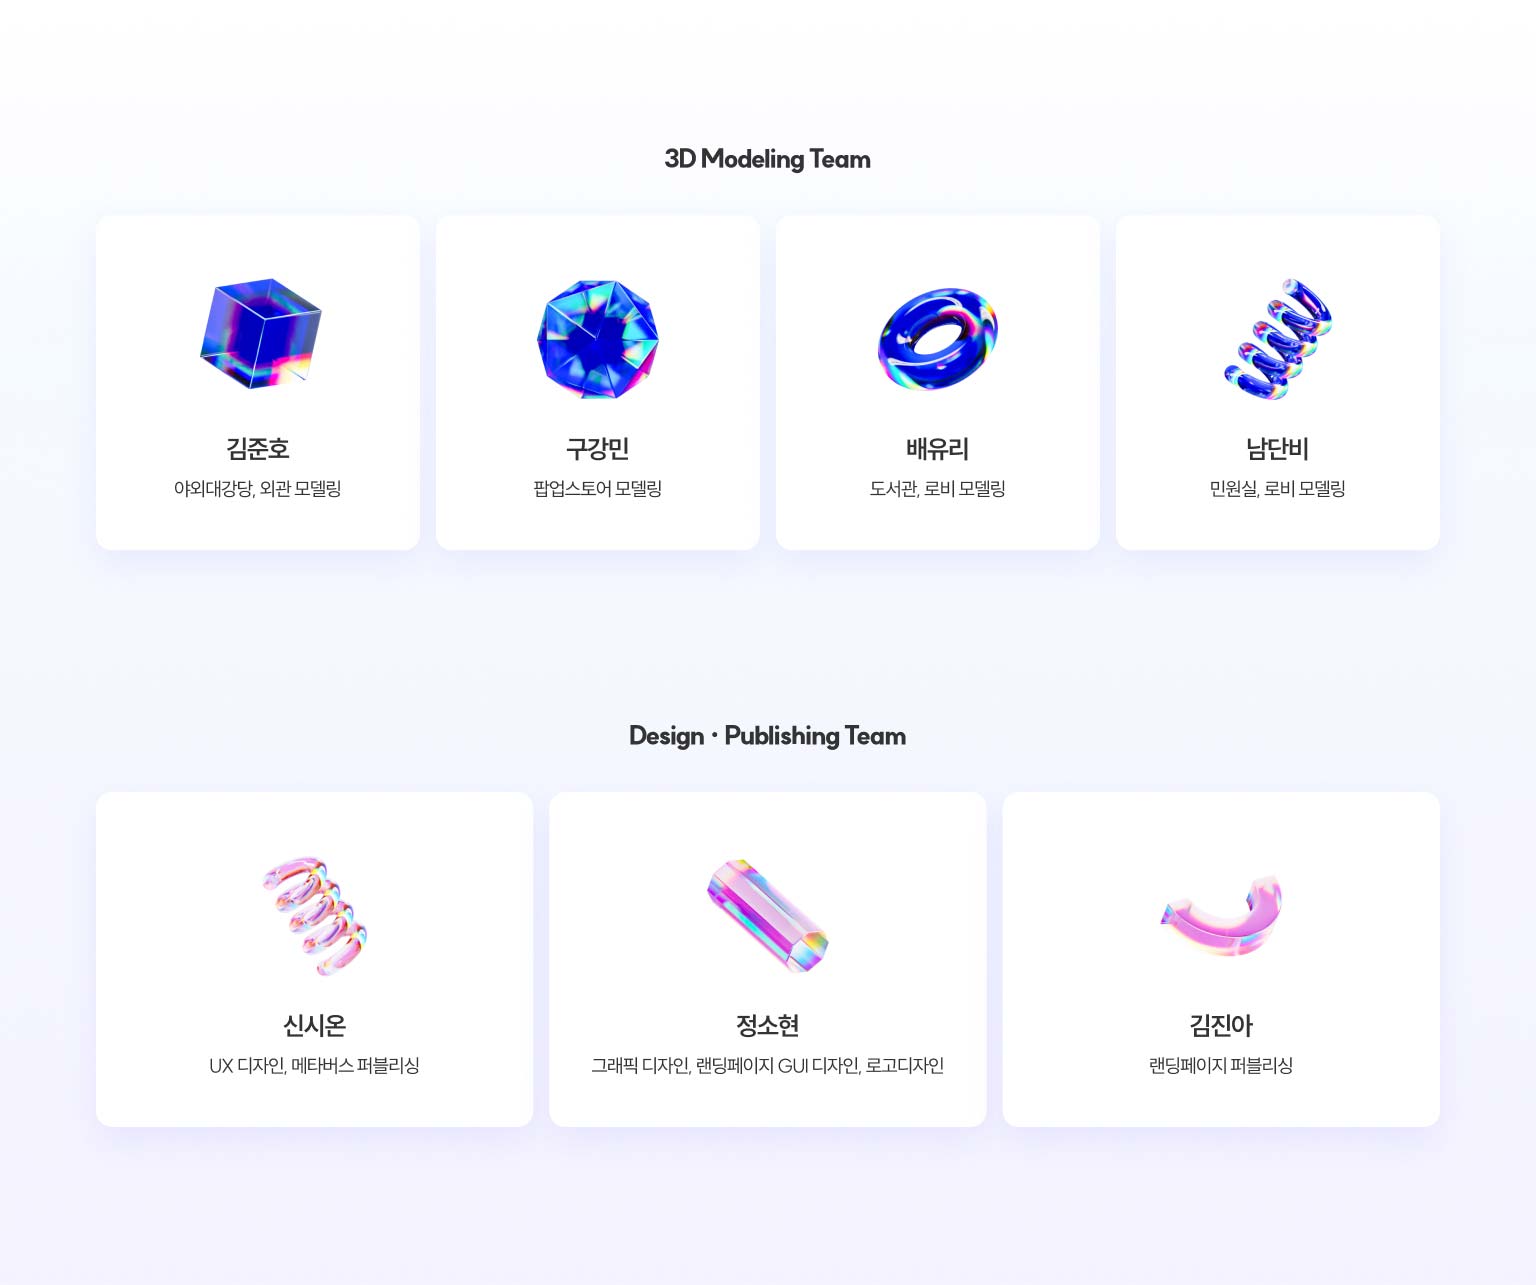 3D Modeling Team
김준호
야외대강당, 외관 모델링
구강민
팝업스토어 모델링
배유리
도서관, 로비 모델링
남단비
민원실, 로비 모델링
Design · Publishing Team
신시온
UX 디자인, 메타버스 퍼블리싱
정소현
그래픽 디자인, 랜딩페이지 GUI 디자인, 로고디자인
김진아
랜딩페이지 퍼블리싱